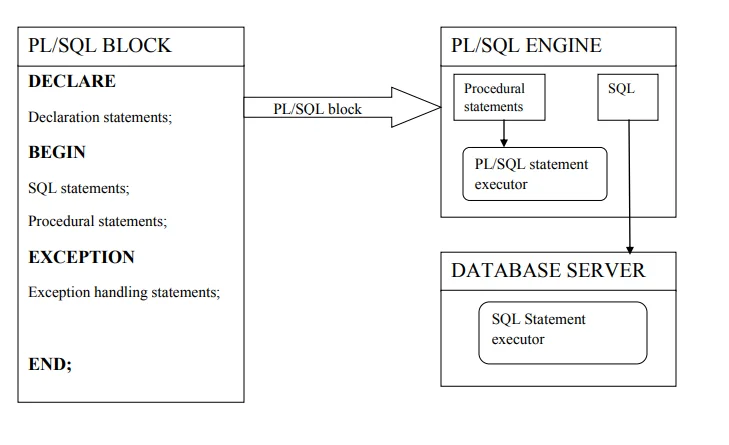 PL/SQL BLOCK
DECLARE
Declaration statements;
BEGIN
SQL statements;
Procedural statements;
EXCEPTION
Exception handling statements;
END;
PL/SQL block
PL/SQL ENGINE
Procedural
statements
SQL
PL/SQL statement
executor
DATABASE SERVER
SQL Statement
executor